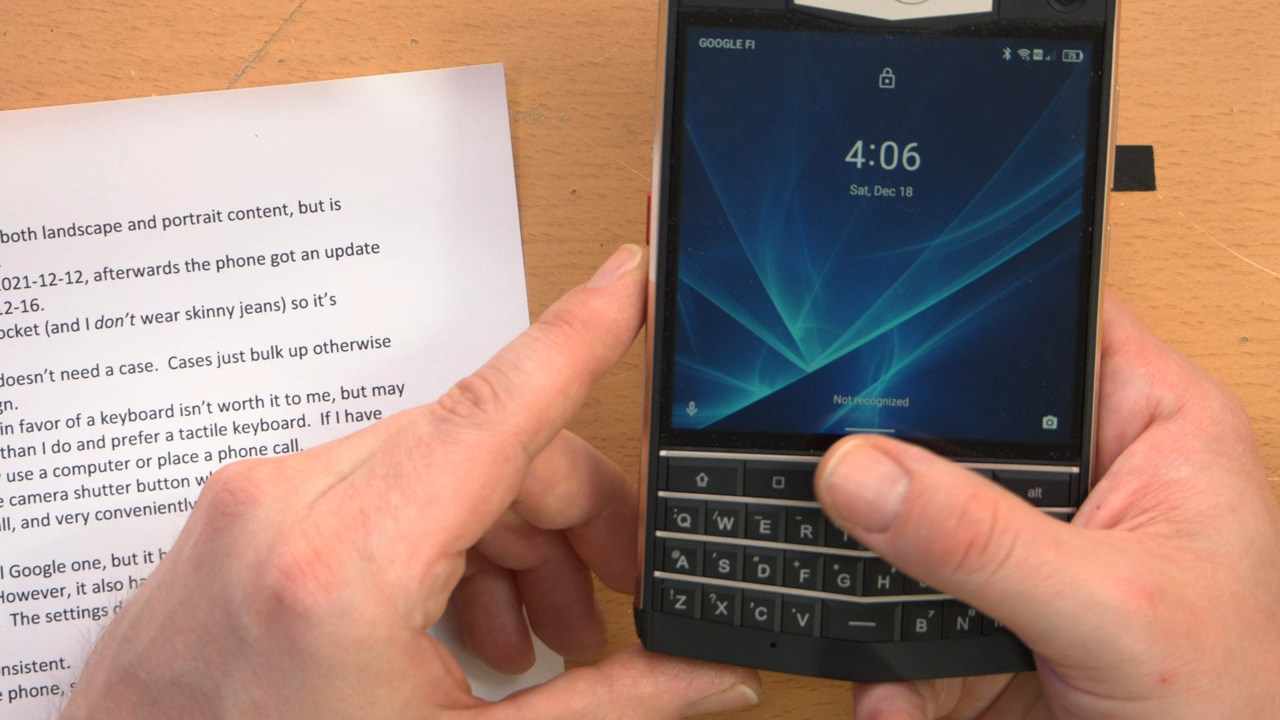 both landscape and portrait content, but is
021-12-12, afterwards the phone got an update
12-16.
ocket (and I don't wear skinny jeans) so it's
doesn't need a case. Cases just bulk up otherwise
gn.
in favor of a keyboard isn't worth it to me, but may
than I do and prefer a tactile keyboard. If I have
use a computer or place a phone call.
e camera shutter button w
ll, and very conveniently
l Google one, but it h
However, it also ha
The settings d
nsistent.
e phone, s
GOOGLE FI
75
4:06
Sat, Dec 18
Not recognized
alt
Q W E R
A S D F G H
Z X C V B N